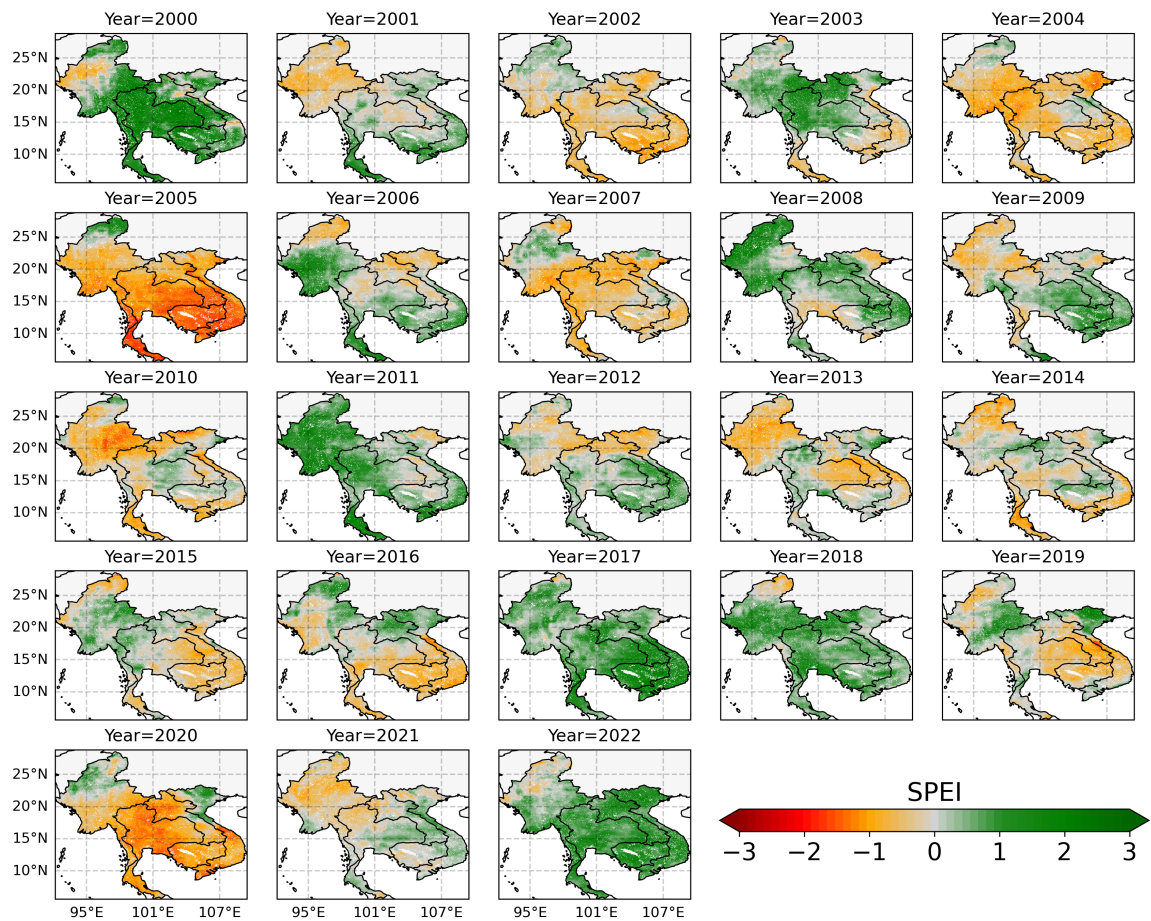 Year=2000 Year=2001 Year=2002 Year=2003 Year=2004
25°N
20°N
15°N
10°N
Year=2005 Year=2006 Year=2007 Year=2008 Year=2009
25°N
20°N
15°N
10°N
Year=2010 Year=2011 Year=2012 Year=2013 Year=2014
25°N
20°N
15°N
10°N
Year=2015 Year=2016 Year=2017 Year=2018 Year=2019
25°N
20°N
15°N
10°N
Year=2020 Year=2021 Year=2022
25°N
20°N
15°N
10°N
95°E 101°E 107°E 95°E 101°E 107°E 95°E 101°E 107°E
SPEI
−3 −2 −1 0 1 2 3